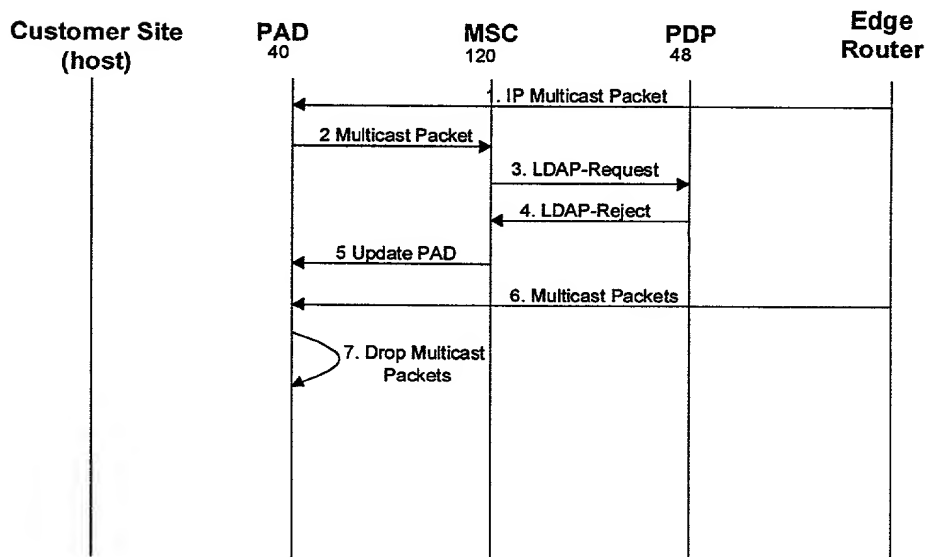 Customer Site
(host)
PAD
40
MSC
120
PDP
48
Edge
Router
1. IP Multicast Packet
2 Multicast Packet
3. LDAP-Request
4. LDAP-Reject
5 Update PAD
6. Multicast Packets
7. Drop Multicast
Packets